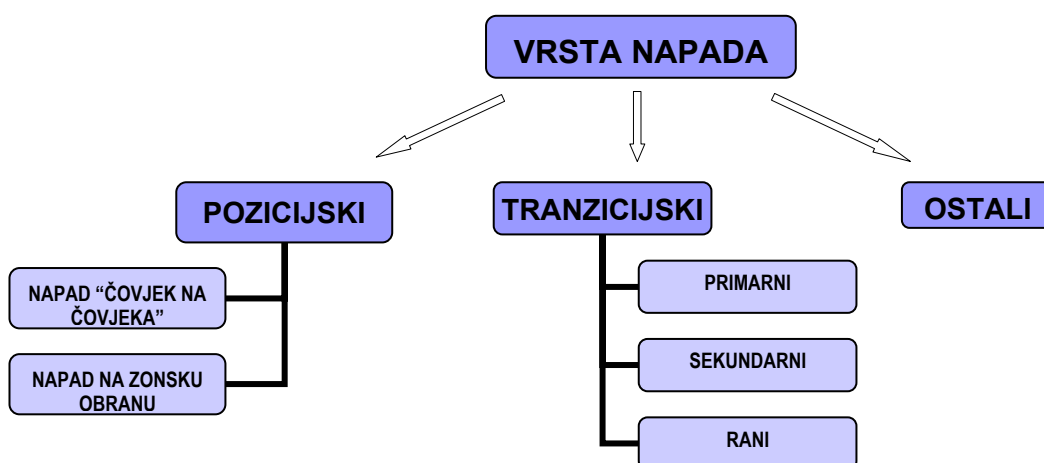 VRSTA NAPADA
POZICIJSKI
TRANZICIJSKI
OSTALI
NAPAD “ČOVJEK NA
ČOVJEKA”
NAPAD NA ZONSKU
OBRANU
PRIMARNI
SEKUNDARNI
RANI